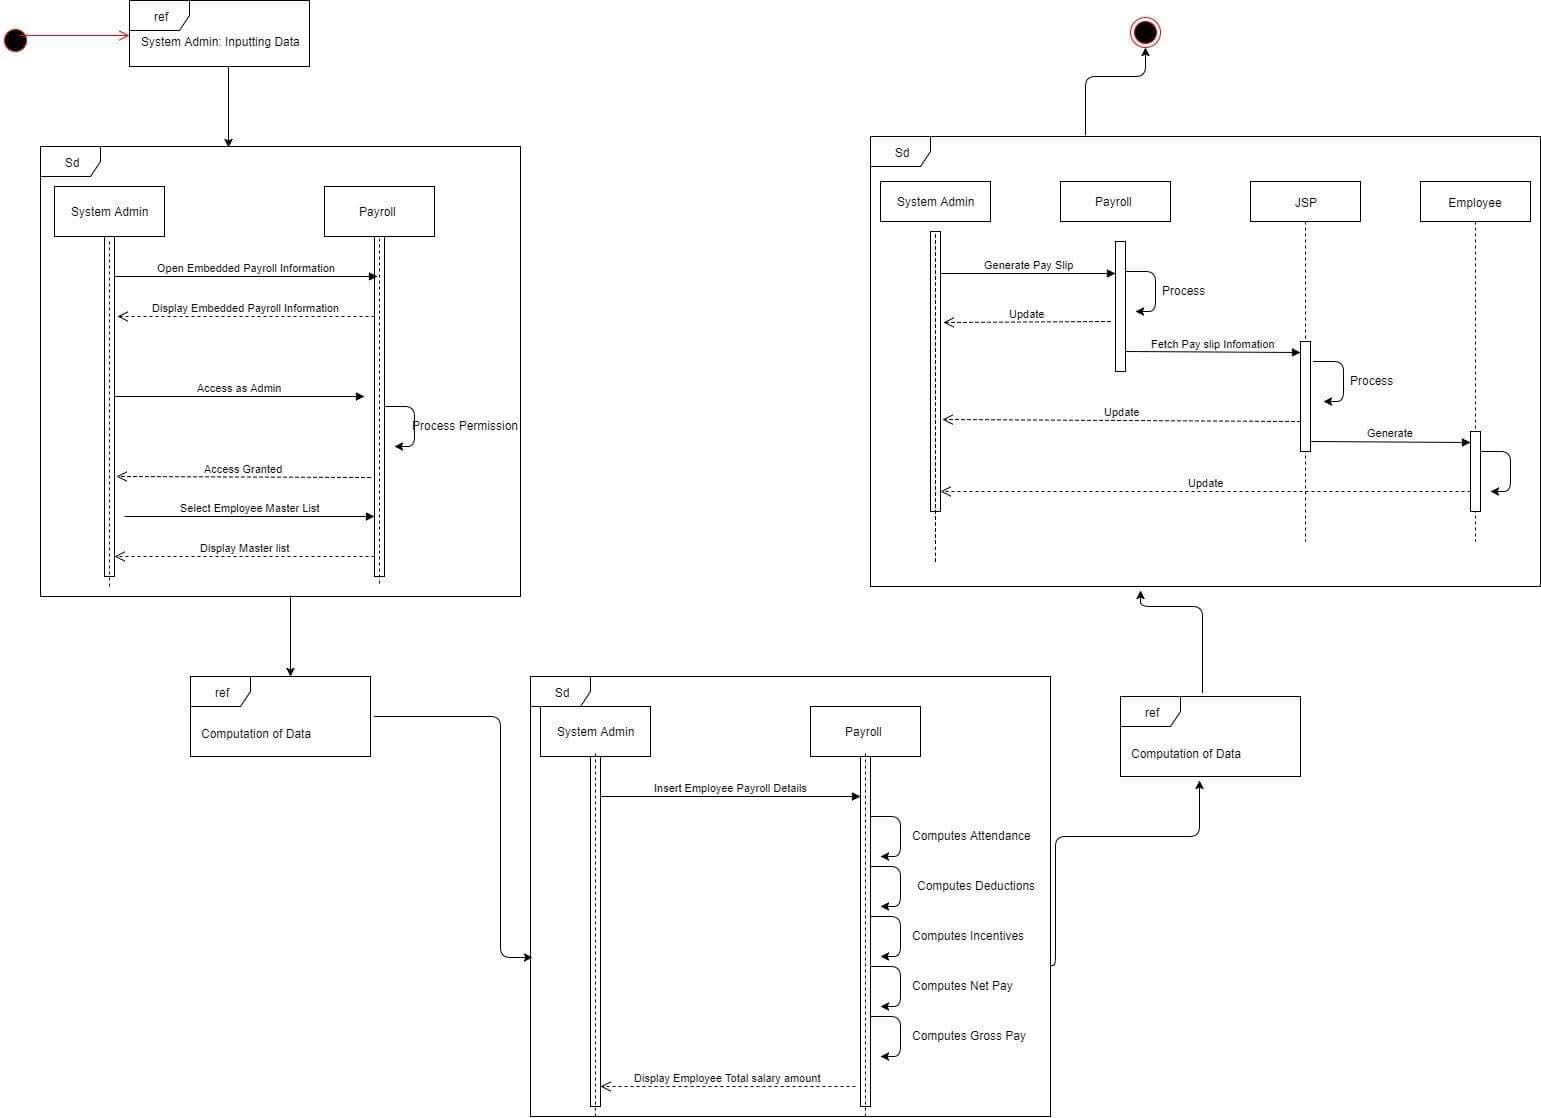 ref
System Admin: Inputting Data
Sd
System Admin
Payroll
Open Embedded Payroll Information
Display Embedded Payroll Information
Access as Admin
Process Permission
Access Granted
Select Employee Master List
Display Master list
ref
Computation of Data
Sd
System Admin
Payroll
Insert Employee Payroll Details
Computes Attendance
Computes Deductions
Computes Incentives
Computes Net Pay
Computes Gross Pay
Display Employee Total salary amount
ref
Computation of Data
Sd
System Admin
Payroll
JSP
Employee
Generate Pay Slip
Process
Update
Fetch Pay slip Infomation
Process
Update
Generate
Update